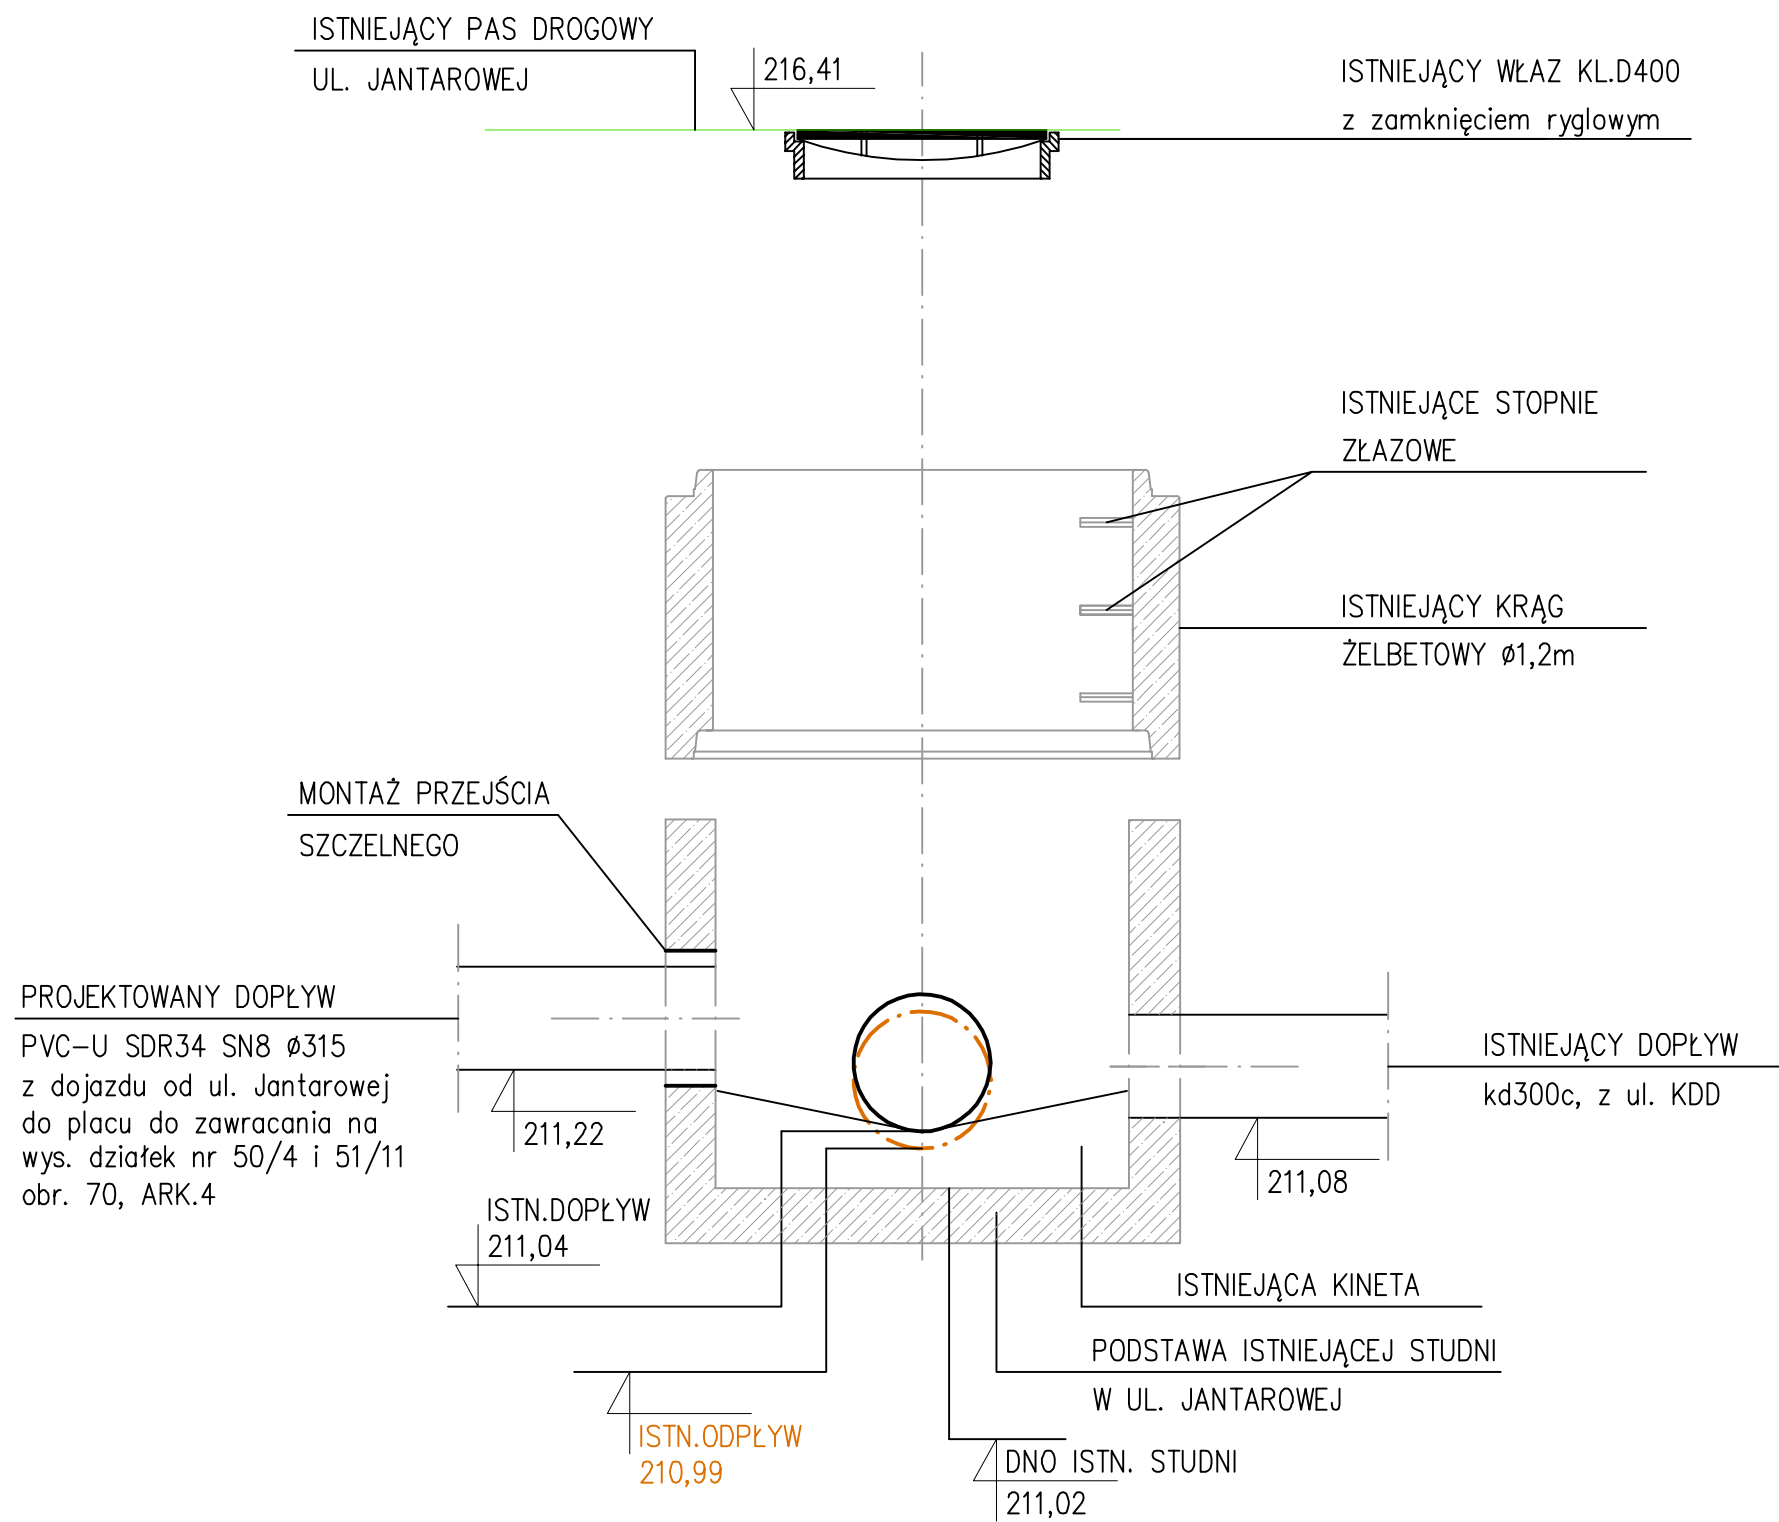 ISTNIEJĄCY PAS DROGOWY
UL. JANTAROWEJ
216,41
ISTNIEJĄCY WŁAZ KL.D400
z zamknięciem ryglowym
ISTNIEJĄCE STOPNIE
ZŁAZOWE
ISTNIEJĄCY KRĄG
ŻELBETOWY ø1,2m
MONTAŻ PRZEJŚCIA
SZCZELNEGO
PROJEKTOWANY DOPŁYW
PVC-U SDR34 SN8 ø315
z dojazdu od ul. Jantarowej
do placu do zawracania na
wys. działek nr 50/4 i 51/11
obr. 70, ARK.4
211,22
ISTNIEJĄCY DOPŁYW
kd300c, z ul. KDD
211,08
ISTN.DOPŁYW
211,04
ISTNIEJĄCA KINETA
PODSTAWA ISTNIEJĄCEJ STUDNI
W UL. JANTAROWEJ
ISTN.ODPŁYW
210,99
DNO ISTN. STUDNI
211,02